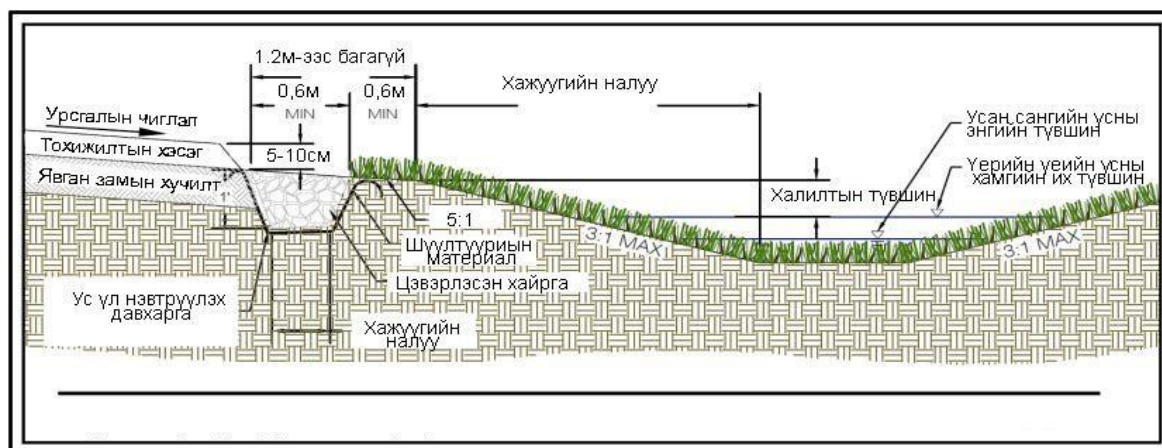 1.2м-ээс багагүй
0,6м
MIN
0,6м
MIN
Хажуугийн налуу
Урсгалын чиглэл
Тохижилтын хэсэг
5-10см
Явган замын хучилт
1'
Усан сангийн усны
энгийн түвшин
Үерийн үеийн усны
хамгийн их түвшин
Халилтын түвшин
5:1
Шүүлтүүрийн
материал
3:1 MAX
3:1 MAX
Цэвэрлэсэн хайрга
Ус үл нэвтрүүлэх
давхарга
Хажуугийн
налуу